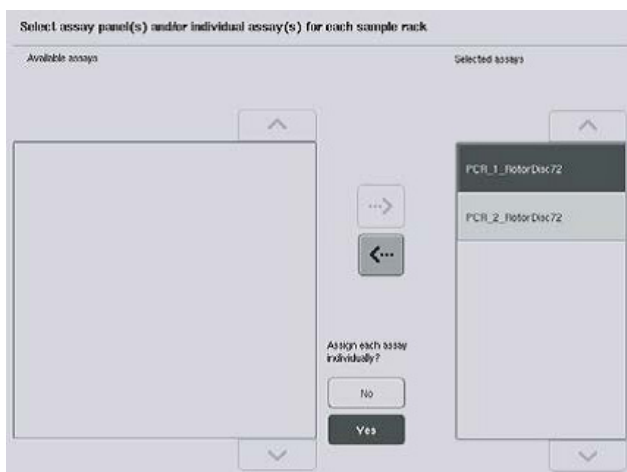 Select assay panel(s) and/or individual assay(s) for each sample rack
Available assays
Selected assays
PCR_1_RotorDisc72
PCR_2_RotorDisc72
Assign each assay
individually?
No
Yes